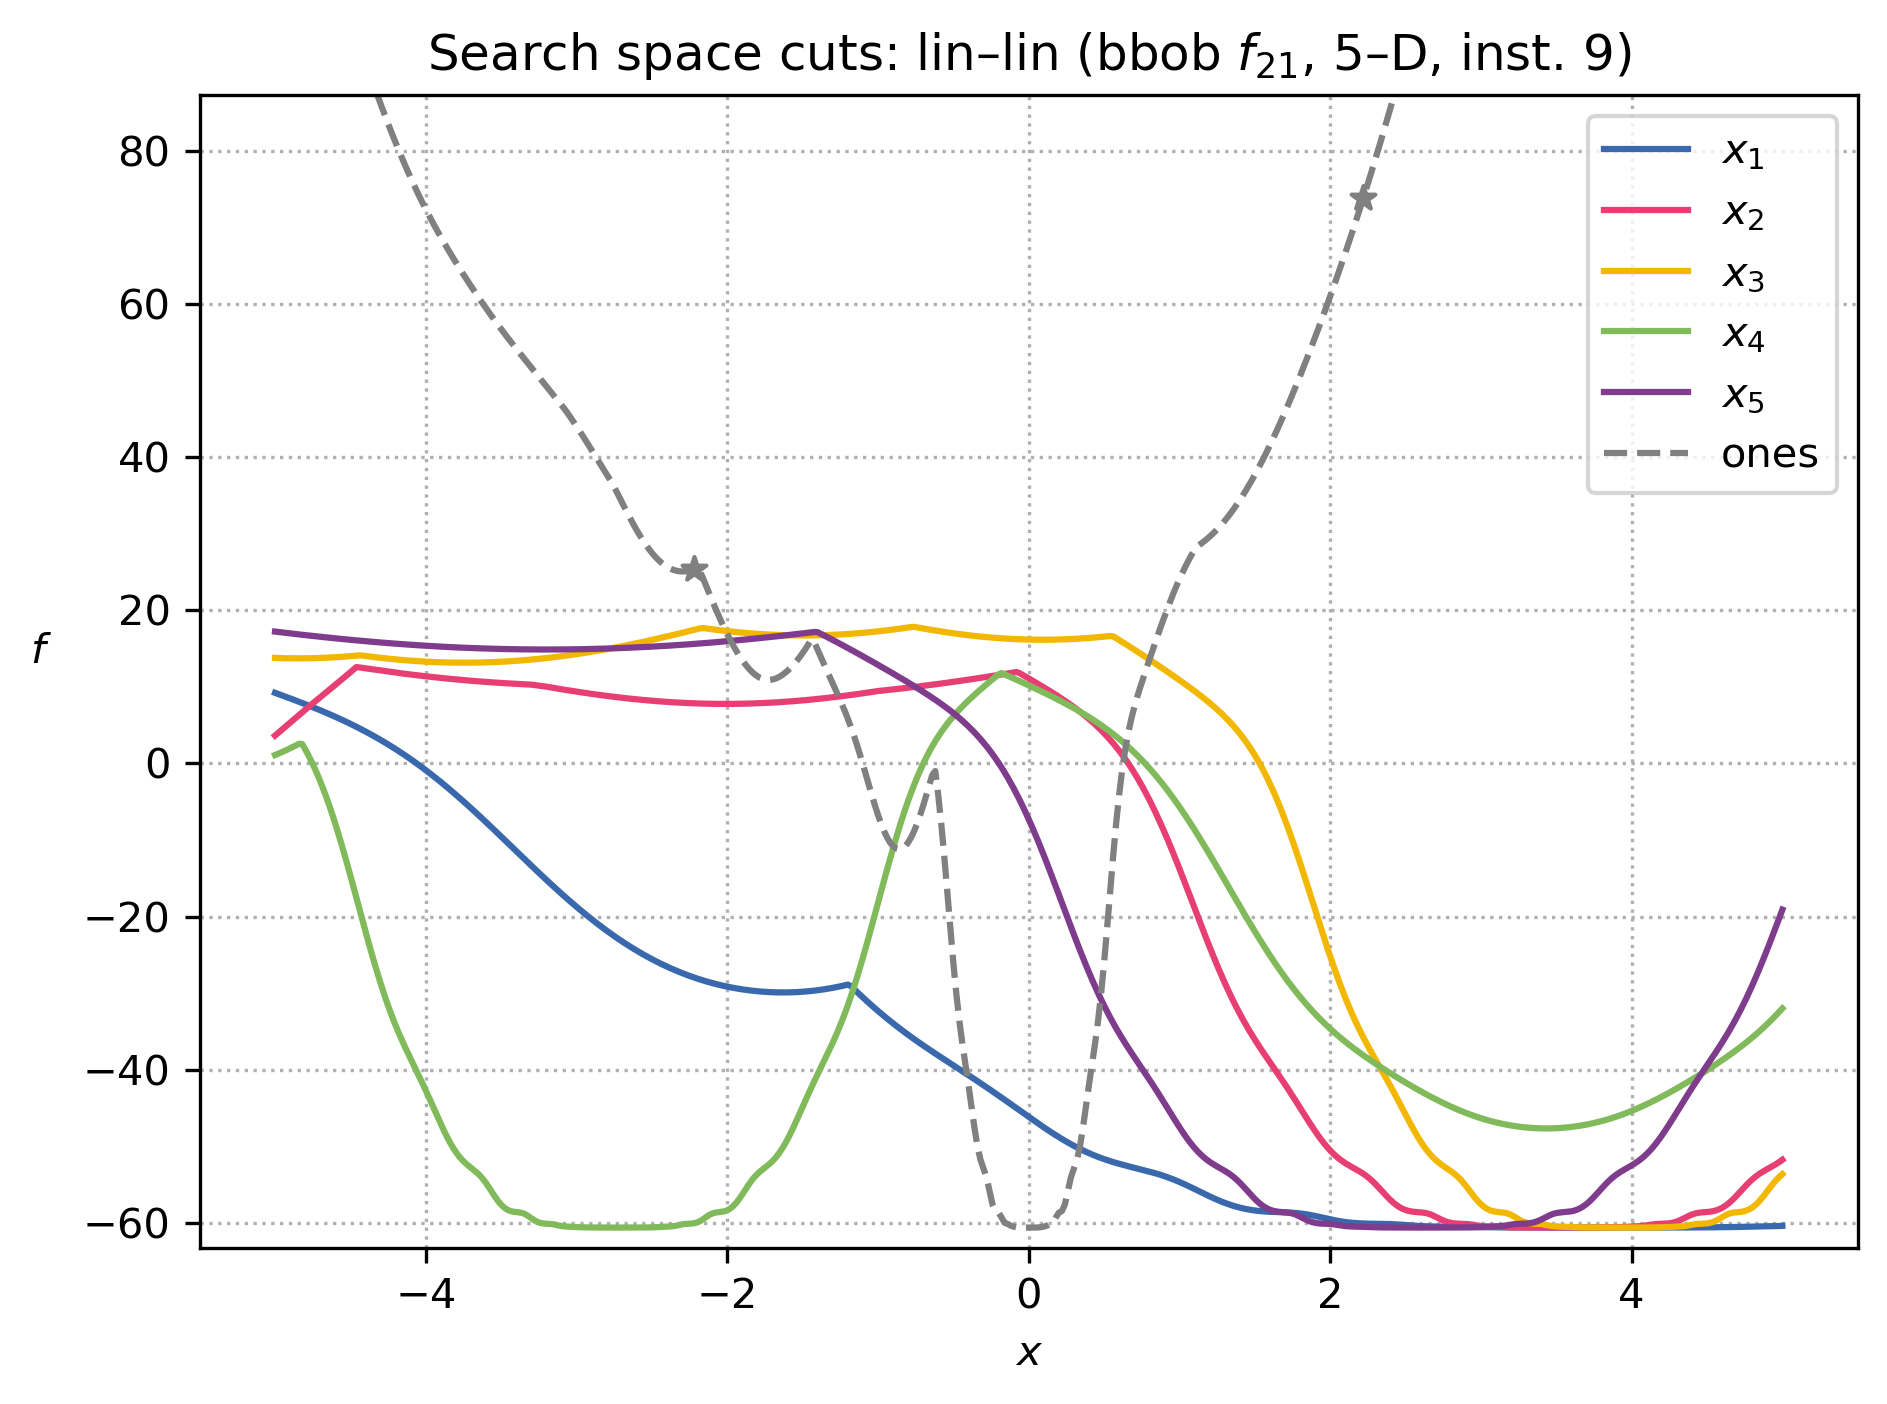 Search space cuts: lin–lin (bbob f21, 5–D, inst. 9)
80
60
40
20
0
−20
−40
−60
f
−4
−2
0
2
4
x
x1
x2
x3
x4
x5
ones